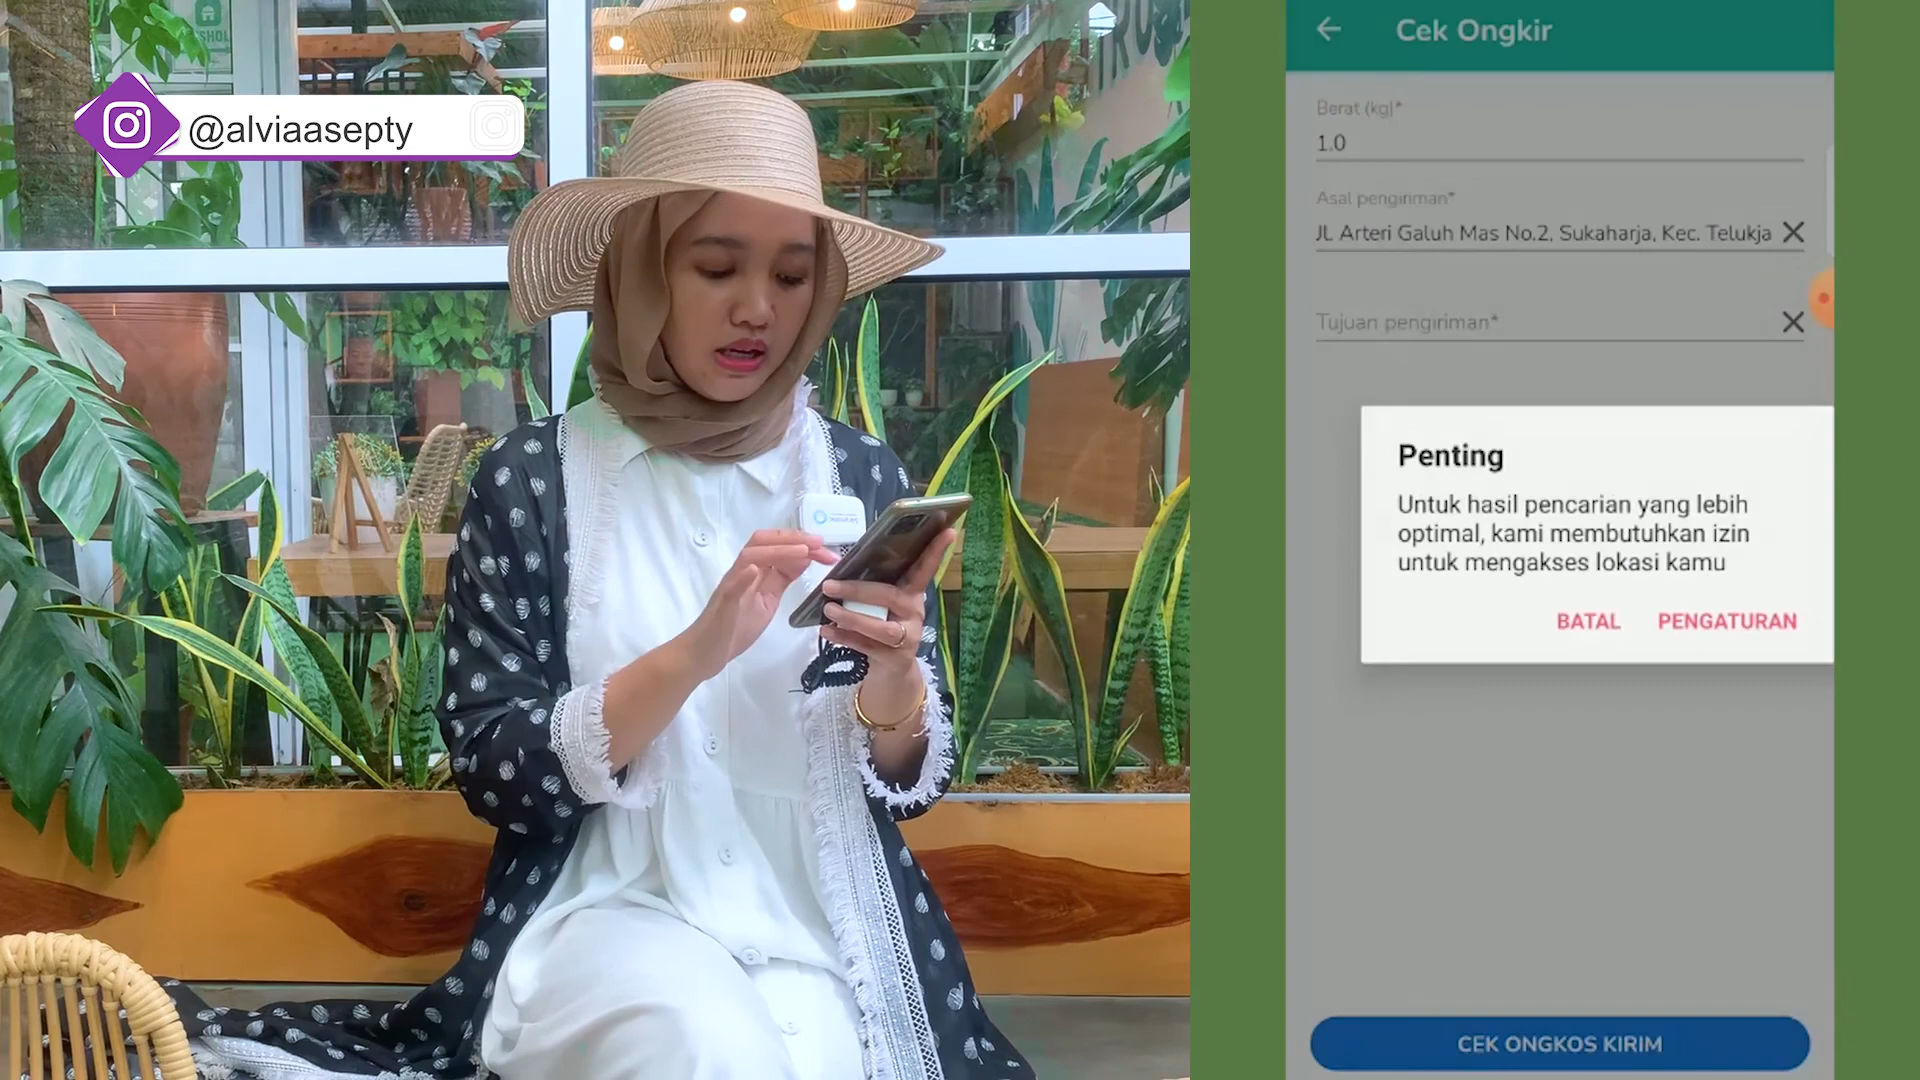 @alviaasepty
Cek Ongkir
Berat (kg)*
1.0
Asal pengiriman*
Jl. Arteri Galuh Mas No.2, Sukaharja, Kec. Telukja
Tujuan pengiriman*
Penting
Untuk hasil pencarian yang lebih
optimal, kami membutuhkan izin
untuk mengakses lokasi kamu
BATAL PENGATURAN
CEK ONGKOS KIRIM